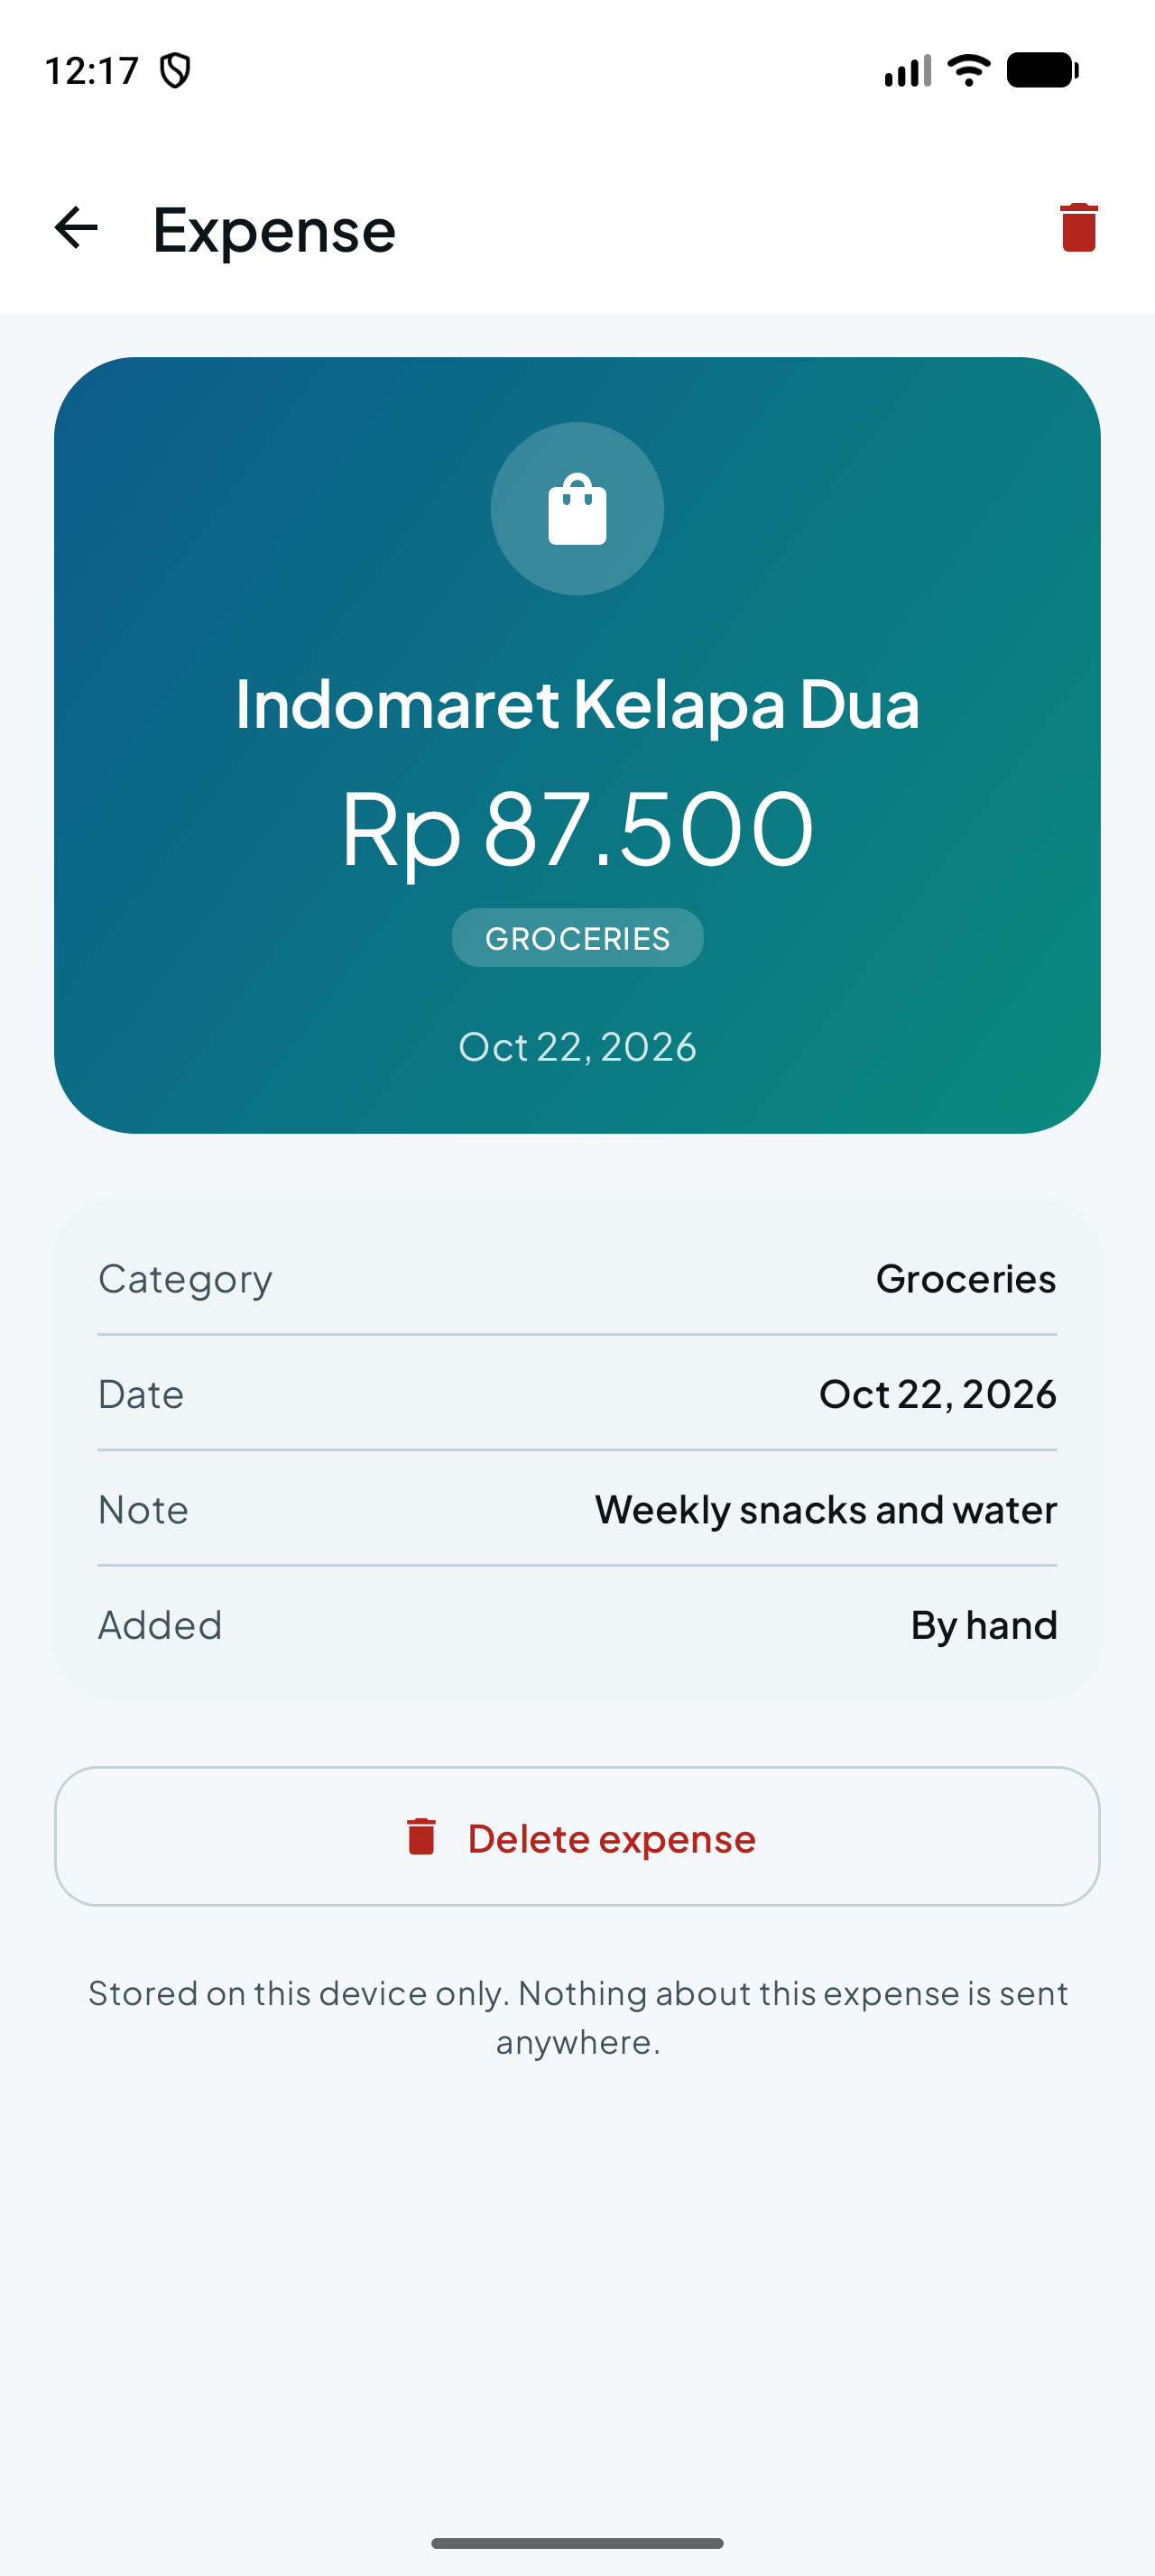 12:17
Expense
Indomaret Kelapa Dua
Rp 87.500
GROCERIES
Oct 22, 2026
Category Groceries
Date Oct 22, 2026
Note Weekly snacks and water
Added By hand
Delete expense
Stored on this device only. Nothing about this expense is sent
anywhere.